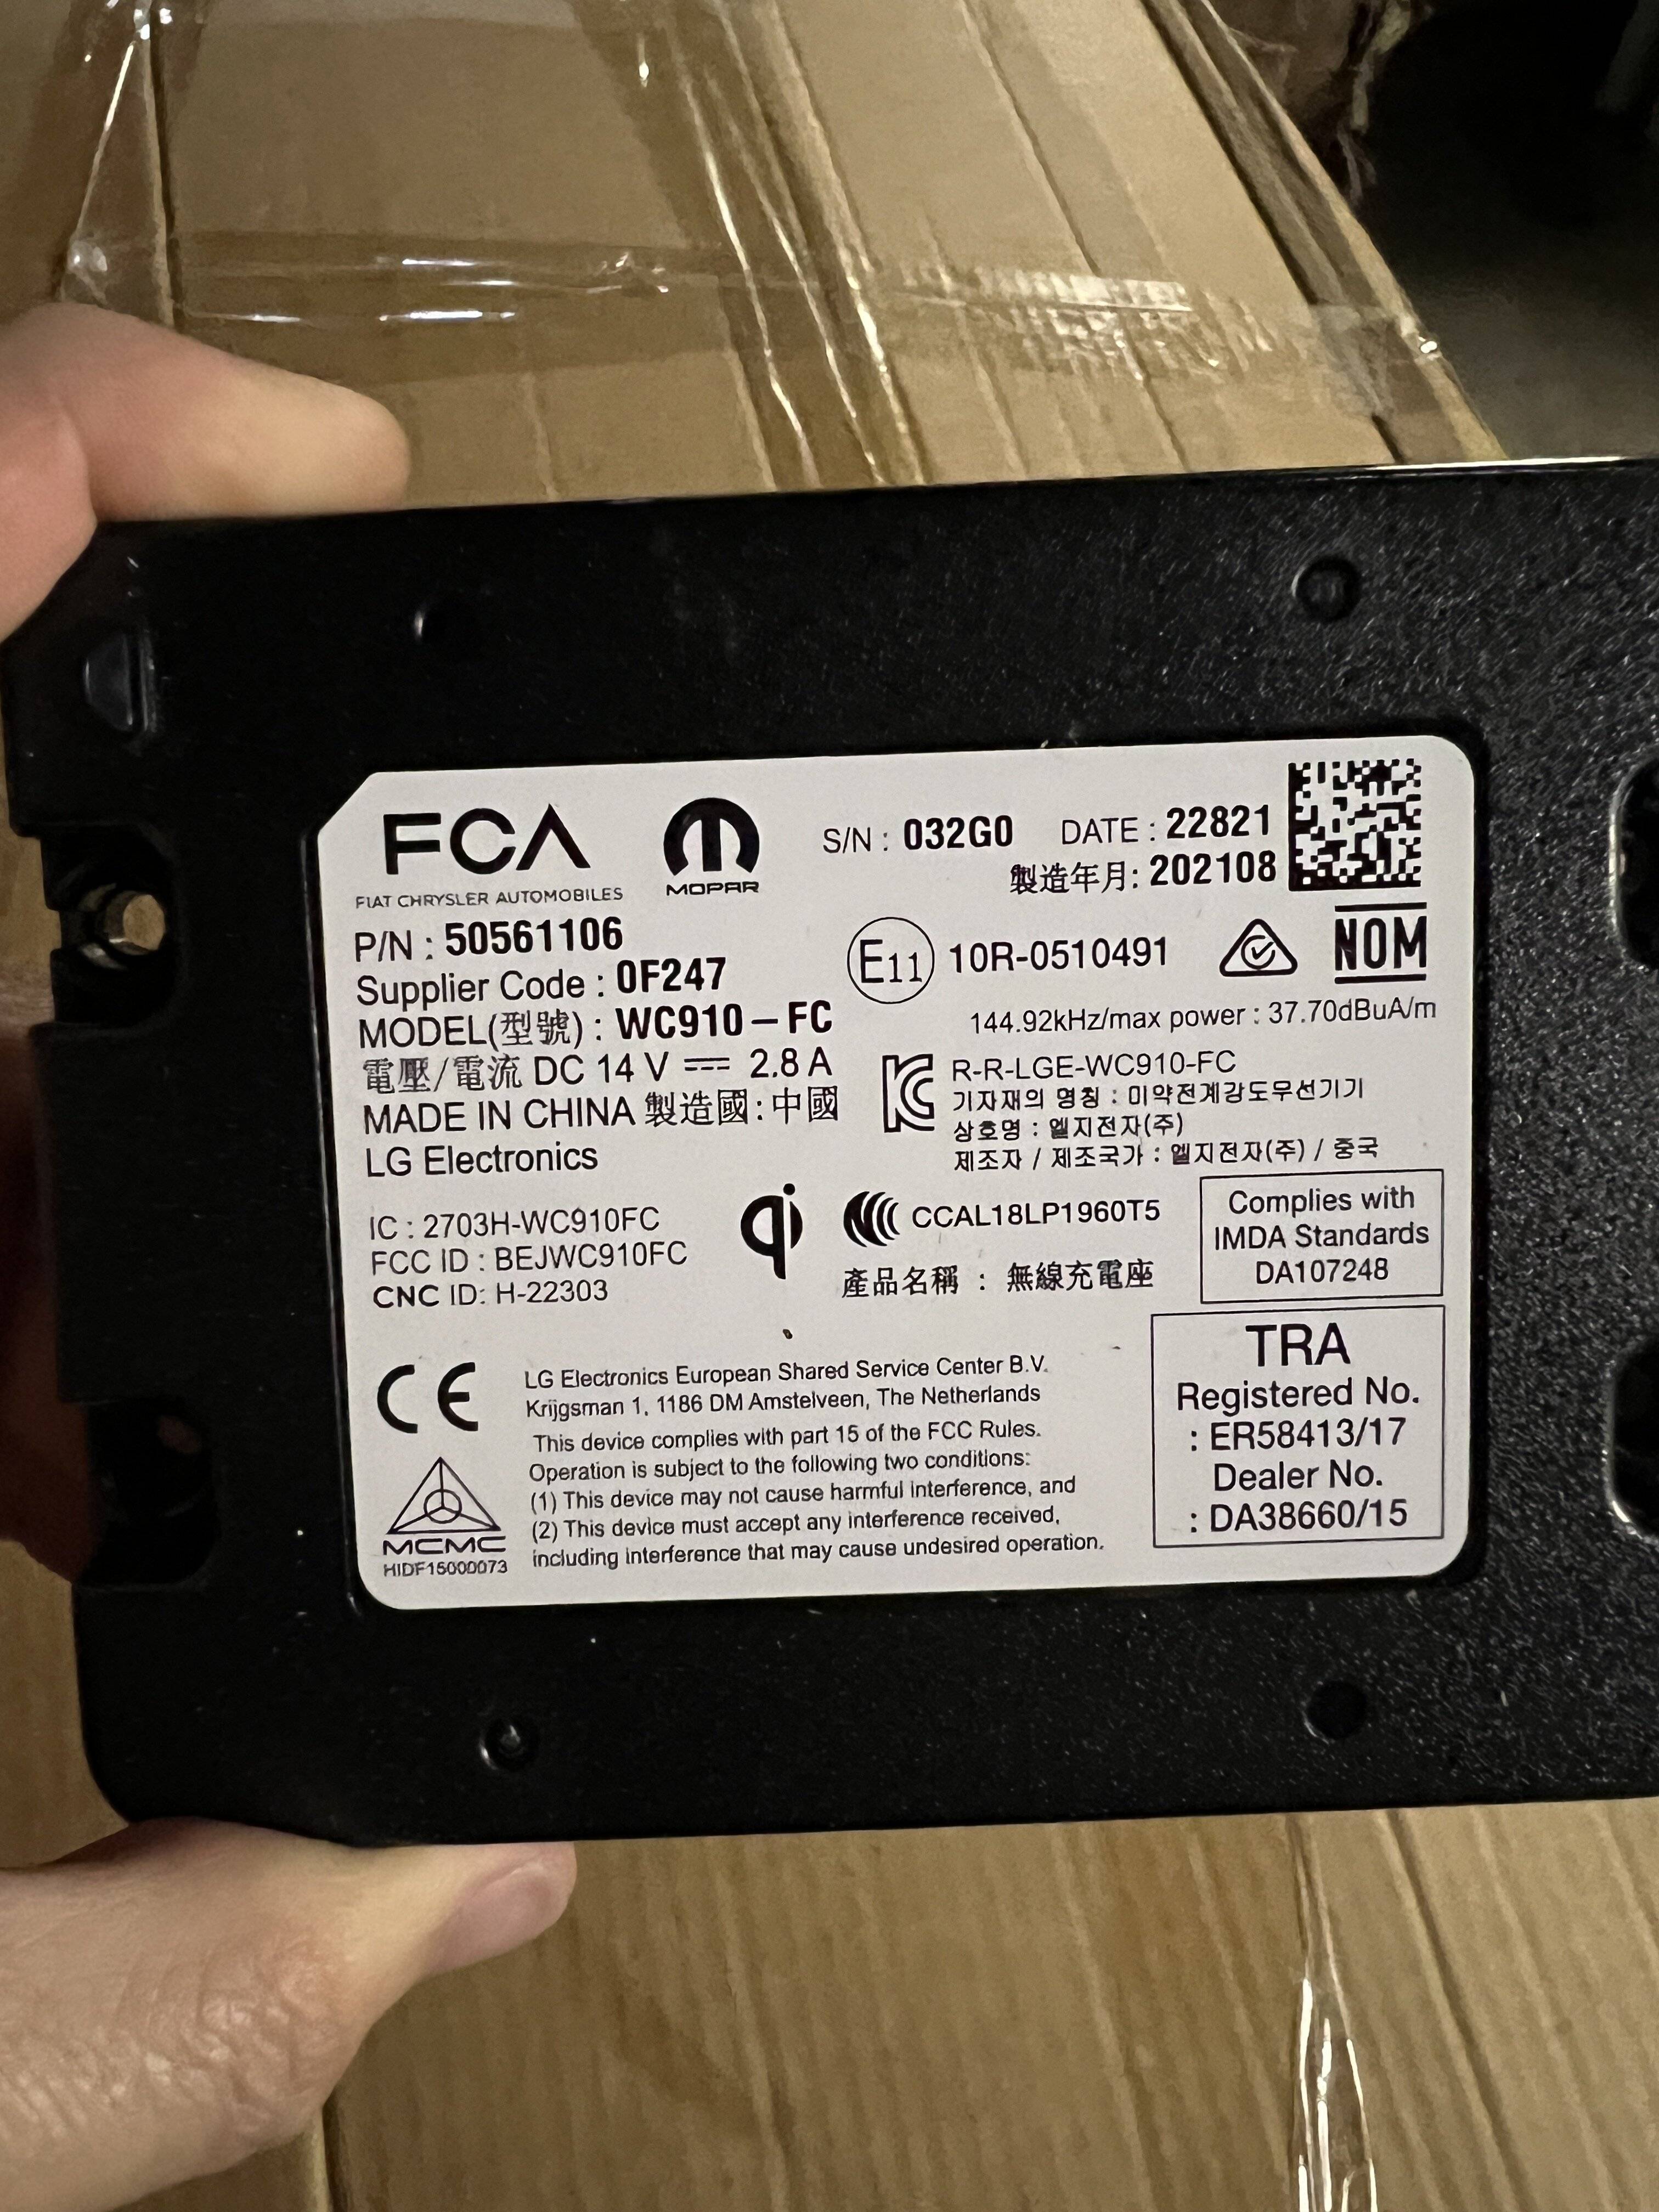 FCA
FIAT CHRYSLER AUTOMOBILES
MOPAR
S/N : 032G0 DATE : 22821
製造年月: 202108
P/N : 50561106
Supplier Code : 0F247
MODEL(型號) : WC910-FC
電壓/電流 DC 14 V ⎓ 2.8 A
MADE IN CHINA 製造國:中國
LG Electronics
E11 10R-0510491
NOM
144.92kHz/max power : 37.70dBuA/m
R-R-LGE-WC910-FC
기자재의 명칭 : 미약전계강도무선기기
상호명 : 엘지전자(주)
제조자 / 제조국가 : 엘지전자(주) / 중국
IC : 2703H-WC910FC
FCC ID : BEJWC910FC
CNC ID: H-22303
qi
CCAL18LP1960T5
產品名稱 : 無線充電座
Complies with
IMDA Standards
DA107248
CE
LG Electronics European Shared Service Center B.V.
Krijgsman 1, 1186 DM Amstelveen, The Netherlands
This device complies with part 15 of the FCC Rules.
Operation is subject to the following two conditions:
(1) This device may not cause harmful interference, and
(2) This device must accept any interference received,
including interference that may cause undesired operation.
MCMC
HIDF15000073
TRA
Registered No.
: ER58413/17
Dealer No.
: DA38660/15